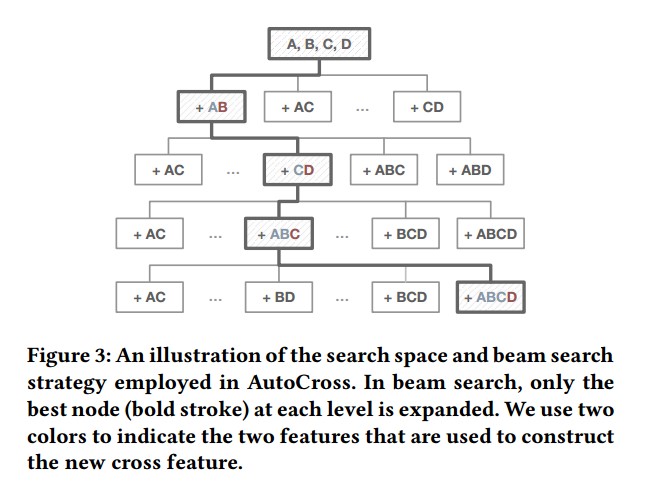 A, B, C, D
+ AB + AC ... + CD
+ AC ... + CD + ABC + ABD
+ AC ... + ABC ... + BCD + ABCD
+ AC ... + BD ... + BCD + ABCD
Figure 3: An illustration of the search space and beam search
strategy employed in AutoCross. In beam search, only the
best node (bold stroke) at each level is expanded. We use two
colors to indicate the two features that are used to construct
the new cross feature.